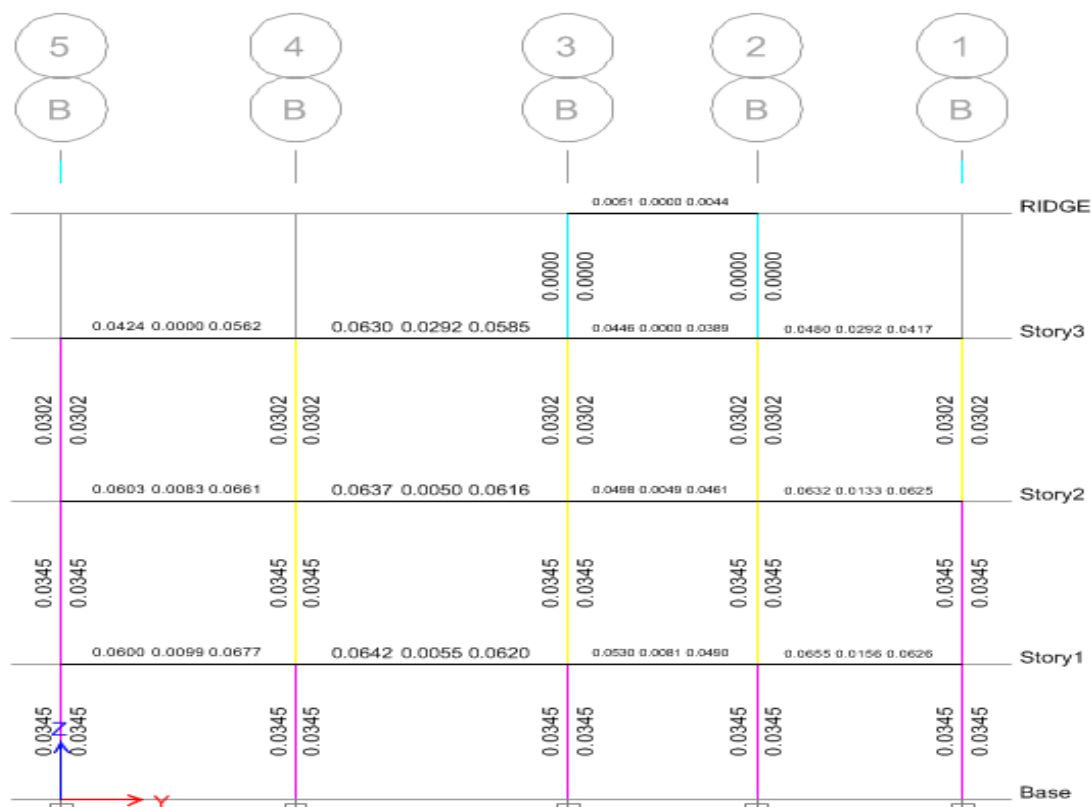 5 4 3 2 1
B B B B B
0.0051 0.0000 0.0044
RIDGE
0.0000 0.0000 0.0000 0.0000
0.0424 0.0000 0.0562 0.0630 0.0292 0.0585 0.0446 0.0000 0.0389 0.0480 0.0292 0.0417
Story3
0.0302 0.0302 0.0302 0.0302 0.0302 0.0302 0.0302 0.0302 0.0302 0.0302
0.0603 0.0083 0.0661 0.0637 0.0050 0.0616 0.0498 0.0049 0.0461 0.0632 0.0133 0.0625
Story2
0.0345 0.0345 0.0345 0.0345 0.0345 0.0345 0.0345 0.0345 0.0345 0.0345
0.0600 0.0099 0.0677 0.0642 0.0055 0.0620 0.0530 0.0081 0.0490 0.0655 0.0156 0.0626
Story1
0.0345 0.0345 0.0345 0.0345 0.0345 0.0345 0.0345 0.0345 0.0345 0.0345
Z
Y
Base